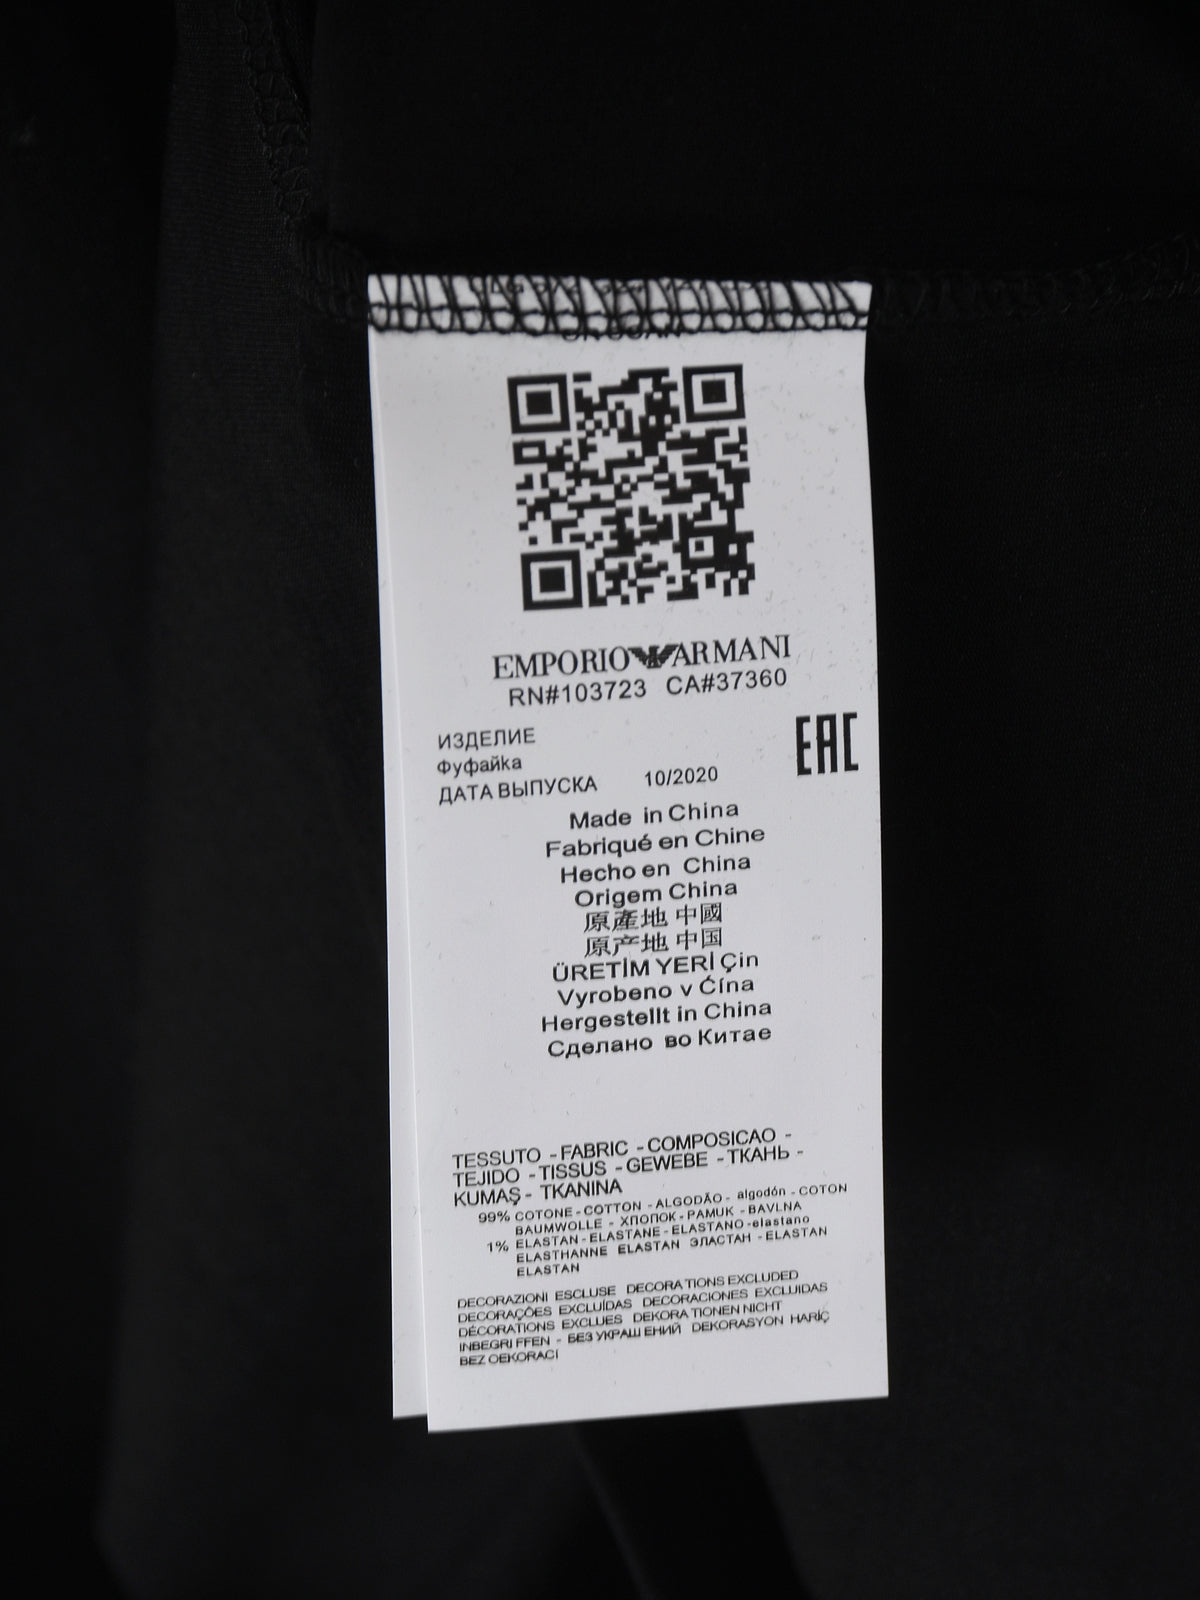 EMPORIO ARMANI
RN#103723 CA#37360
ИЗДЕЛИЕ
Фуфайка
ДАТА ВЫПУСКА 10/2020
EAC
Made in China
Fabriqué en Chine
Hecho en China
Origem China
原產地 中國
原产地 中国
ÜRETİM YERİ Çin
Vyrobeno v Ćína
Hergestellt in China
Сделано во Китае
TESSUTO - FABRIC - COMPOSICAO -
TEJIDO - TISSUS - GEWEBE - ТКАНЬ -
KUMAŞ - TKANINA
99% COTONE - COTTON - ALGODÃO - algodón - COTON
BAUMWOLLE - ХПОПОК - PAMUK - BAVLNA
1% ELASTAN - ELASTANE - ELASTANO - elastano
ELASTHANNE ELASTAN ЭЛАСТАН - ELASTAN
ELASTAN
DECORAZIONI ESCLUSE DECORATIONS EXCLUDED
DECORAÇÕES EXCLUÍDAS DECORACIONES EXCLUIDAS
DÉCORATIONS EXCLUES DEKORATIONEN NICHT
INBEGRIFFEN - БЕЗ УКРАШЕНИЙ DEKORASYON HARİÇ
BEZ OEKORACÍ